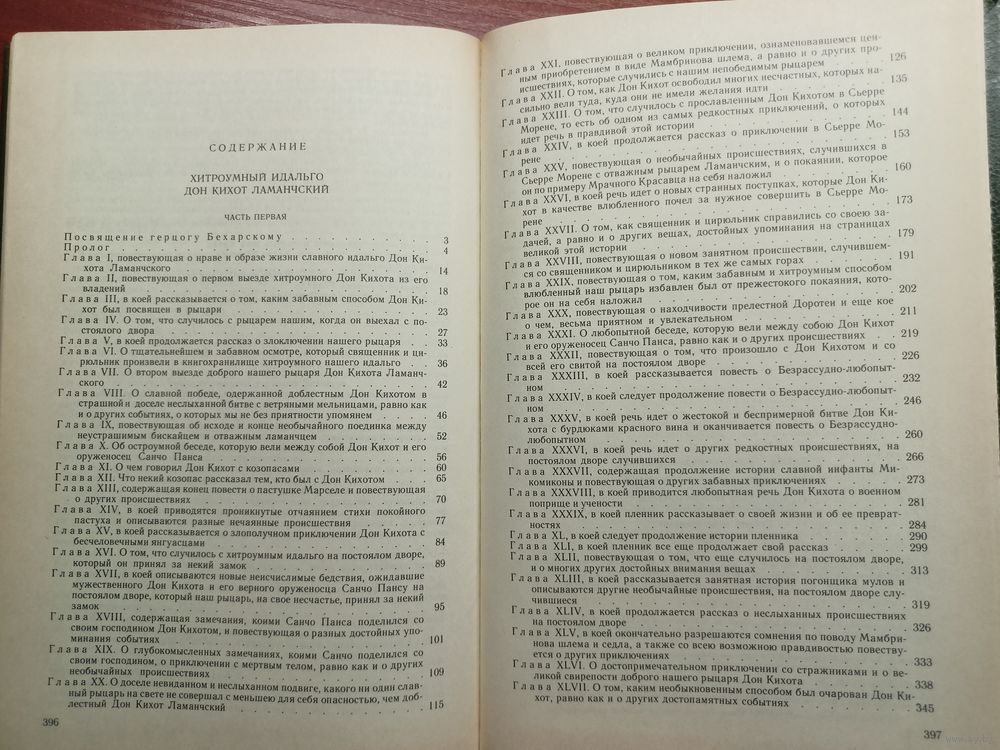 СОДЕРЖАНИЕ
ХИТРОУМНЫЙ ИДАЛЬГО
ДОН КИХОТ ЛАМАНЧСКИЙ
ЧАСТЬ ПЕРВАЯ
Посвящение герцогу Бехарскому . . . . . . . . . . 3
Пролог . . . . . . . . . . 4
Глава I, повествующая о нраве и образе жизни славного идальго Дон Ки-
хота Ламанчского . . . . . . . . . . 14
Глава II, повествующая о первом выезде хитроумного Дон Кихота из его
владений . . . . . . . . . . 18
Глава III, в коей рассказывается о том, каким забавным способом Дон Ки-
хот был посвящен в рыцари . . . . . . . . . . 23
Глава IV. О том, что случилось с рыцарем нашим, когда он выехал с по-
стоялого двора . . . . . . . . . . 27
Глава V, в коей продолжается рассказ о злоключении нашего рыцаря . . 33
Глава VI. О тщательнейшем и забавном осмотре, который священник и ци-
рюльник произвели в книгохранилище хитроумного нашего идальго . 36
Глава VII. О втором выезде доброго нашего рыцаря Дон Кихота Ламанч-
ского . . . . . . . . . . 42
Глава VIII. О славной победе, одержанной доблестным Дон Кихотом в
страшной и доселе неслыханной битве с ветряными мельницами, равно как
и о других событиях, о которых мы не без приятности упомянем . . . 46
Глава IX, повествующая об исходе и конце необычайного поединка между
неустрашимым бискайцем и отважным ламанчцем . . . . . . 52
Глава X. Об остроумной беседе, которую вели между собой Дон Кихот и его
оруженосец Санчо Панса . . . . . . . . . . 56
Глава XI. О чем говорил Дон Кихот с козопасами . . . . . . 60
Глава XII. Что некий козопас рассказал тем, кто был с Дон Кихотом . . 65
Глава XIII, содержащая конец повести о пастушке Марселе и повествующая
о других происшествиях . . . . . . . . . . 70
Глава XIV, в коей приводятся проникнутые отчаянием стихи покойного
пастуха и описываются разные нечаянные происшествия . . . . 77
Глава XV, в коей рассказывается о злополучном приключении Дон Кихота с
бесчеловечными янгуасцами . . . . . . . . . . 84
Глава XVI. О том, что случилось с хитроумным идальго на постоялом дворе,
который он принял за некий замок . . . . . . . . . . 89
Глава XVII, в коей описываются новые неисчислимые бедствия, ожидавшие
мужественного Дон Кихота и его верного оруженосца Санчо Пансу на
постоялом дворе, который наш рыцарь, на свое несчастье, принял за некий
замок . . . . . . . . . . 95
Глава XVIII, содержащая замечания, коими Санчо Панса поделился со
своим господином Дон Кихотом, и повествующая о разных достойных упо-
минания событиях . . . . . . . . . . 101
Глава XIX. О глубокомысленных замечаниях, коими Санчо поделился со
своим господином, о приключении с мертвым телом, равно как и о других
необычайных происшествиях . . . . . . . . . . 109
Глава XX. О доселе невиданном и неслыханном подвиге, какого ни один слав-
ный рыцарь на свете не совершал с меньшею для себя опасностью, чем доб-
лестный Дон Кихот Ламанчский . . . . . . . . . . 115
396
Глава XXI, повествующая о великом приключении, ознаменовавшемся цен-
ным приобретением в виде Мамбринова шлема, а равно и о других про-
исшествиях, которые случились с нашим непобедимым рыцарем . . 126
Глава XXII. О том, как Дон Кихот освободил многих несчастных, которых на-
сильно вели туда, куда они не имели желания идти . . . . . 135
Глава XXIII. О том, что случилось с прославленным Дон Кихотом в Сьерре
Морене, то есть об одном из самых редкостных приключений, о которых
идет речь в правдивой этой истории . . . . . . . . . . 144
Глава XXIV, в коей продолжается рассказ о приключении в Сьерре Мо-
рене . . . . . . . . . . 153
Глава XXV, повествующая о необычайных происшествиях, случившихся в
Сьерре Морене с отважным рыцарем Ламанчским, и о покаянии, которое
он по примеру Мрачного Красавца на себя наложил . . . . . 160
Глава XXVI, в коей речь идет о новых странных поступках, которые Дон Ки-
хот в качестве влюбленного почел за нужное совершить в Сьерре Мо-
рене . . . . . . . . . . 173
Глава XXVII. О том, как священник и цирюльник справились со своею за-
дачей, а равно и о других вещах, достойных упоминания на страницах
великой этой истории . . . . . . . . . . 179
Глава XXVIII, повествующая о новом занятном происшествии, случившем-
ся со священником и цирюльником в тех же самых горах . . . . 191
Глава XXIX, повествующая о том, каким забавным и хитроумным способом
влюбленный наш рыцарь избавлен был от прежестокого покаяния, кото-
рое он на себя наложил . . . . . . . . . . 202
Глава XXX, повествующая о находчивости прелестной Доротеи и еще кое
о чем, весьма приятном и увлекательном . . . . . . . . . . 211
Глава XXXI. О любопытной беседе, которую вели между собою Дон Кихот
и его оруженосец Санчо Панса, равно как и о других происшествиях . . 219
Глава XXXII, повествующая о том, что произошло с Дон Кихотом и со
всей его свитой на постоялом дворе . . . . . . . . . . 226
Глава XXXIII, в коей рассказывается повесть о Безрассудно-любопыт-
ном . . . . . . . . . . 232
Глава XXXIV, в коей следует продолжение повести о Безрассудно-любопыт-
ном . . . . . . . . . . 246
Глава XXXV, в коей речь идет о жестокой и беспримерной битве Дон Ки-
хота с бурдюками красного вина и оканчивается повесть о Безрассудно-
любопытном . . . . . . . . . . 260
Глава XXXVI, в коей речь идет о других редкостных происшествиях, на
постоялом дворе случившихся . . . . . . . . . . 266
Глава XXXVII, содержащая продолжение истории славной инфанты Ми-
комиконы и повествующая о других забавных приключениях . . . 273
Глава XXXVIII, в коей приводится любопытная речь Дон Кихота о военном
поприще и учености . . . . . . . . . . 281
Глава XXXIX, в коей пленник рассказывает о своей жизни и об ее преврат-
ностях . . . . . . . . . . 284
Глава XL, в коей следует продолжение истории пленника . . . . 290
Глава XLI, в коей пленник все еще продолжает свой рассказ . . . 299
Глава XLII, повествующая о том, что еще случилось на постоялом дворе,
и о многих других достойных внимания вещах . . . . . . 313
Глава XLIII, в коей рассказывается занятная история погонщика мулов и
описываются другие необычайные происшествия, на постоялом дворе слу-
чившиеся . . . . . . . . . . 319
Глава XLIV, в коей продолжается рассказ о неслыханных происшествиях
на постоялом дворе . . . . . . . . . . 326
Глава XLV, в коей окончательно разрешаются сомнения по поводу Мамбри-
нова шлема и седла, а также со всею возможною правдивостью повеству-
ется о других приключениях . . . . . . . . . . 333
Глава XLVI. О достопримечательном приключении со стражниками и о ве-
ликой свирепости доброго нашего рыцаря Дон Кихота . . . . 338
Глава XLVII. О том, каким необыкновенным способом был очарован Дон Ки-
хот, равно как и о других достопамятных событиях . . . . . 345
397